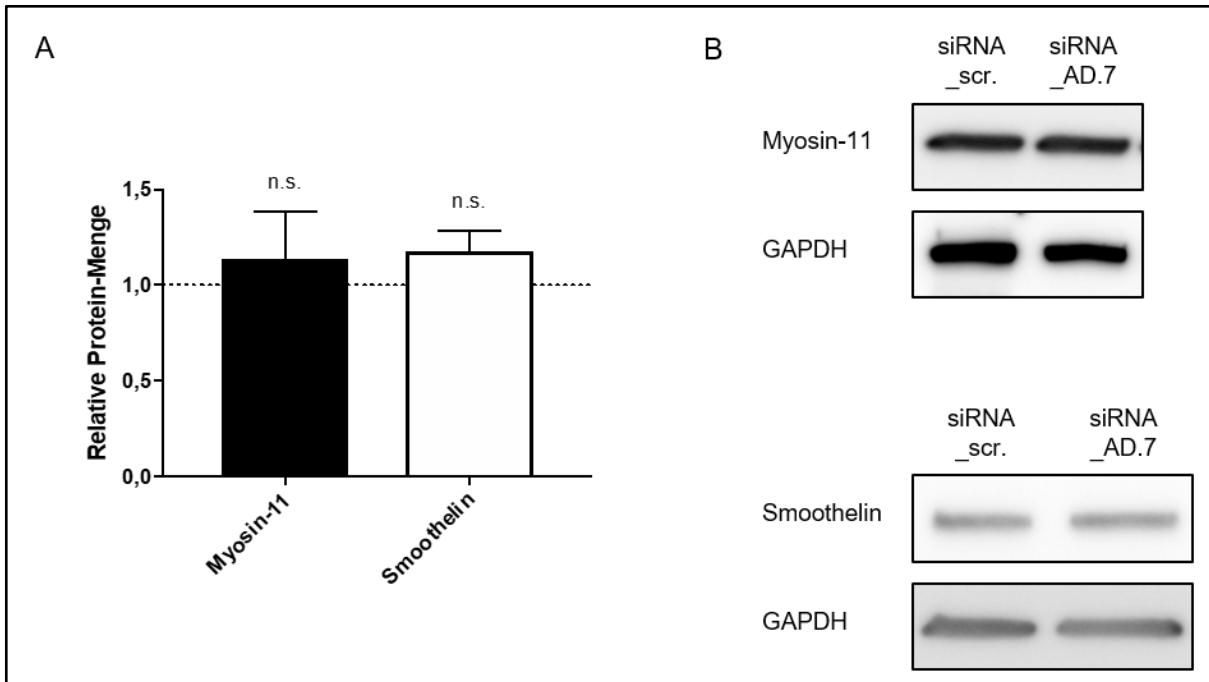 A
Relative Protein-Menge
1,5
1,0
0,5
0,0
n.s.
n.s.
Myosin-11
Smoothelin
B
siRNA
_scr.
siRNA
_AD.7
Myosin-11
GAPDH
siRNA
_scr.
siRNA
_AD.7
Smoothelin
GAPDH